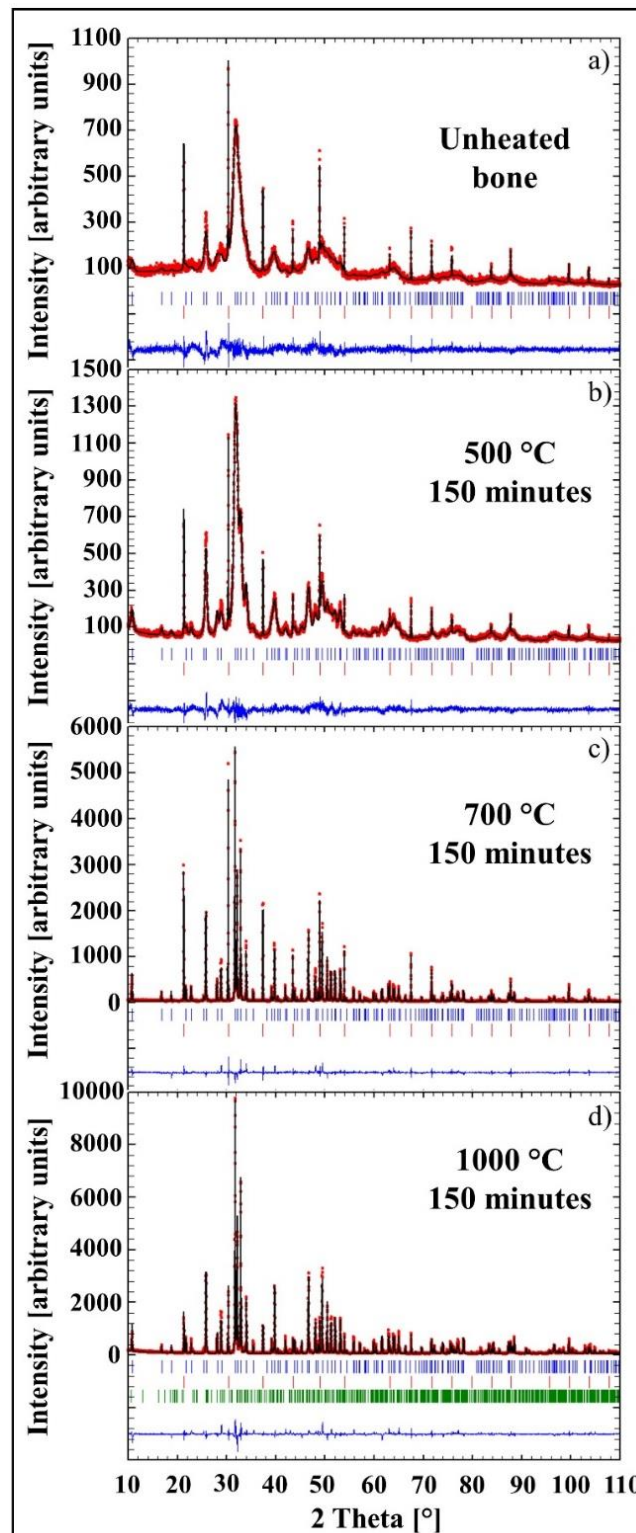 1100
a)
900
Unheated
bone
700
500
300
100
Intensity [arbitrary units]
1500
b)
1300
500 °C
150 minutes
1100
900
700
500
300
100
Intensity [arbitrary units]
6000
c)
5000
700 °C
150 minutes
4000
3000
2000
1000
0
Intensity [arbitrary units]
10000
d)
8000
1000 °C
150 minutes
6000
4000
2000
0
Intensity [arbitrary units]
10 20 30 40 50 60 70 80 90 100 110
2 Theta [°]